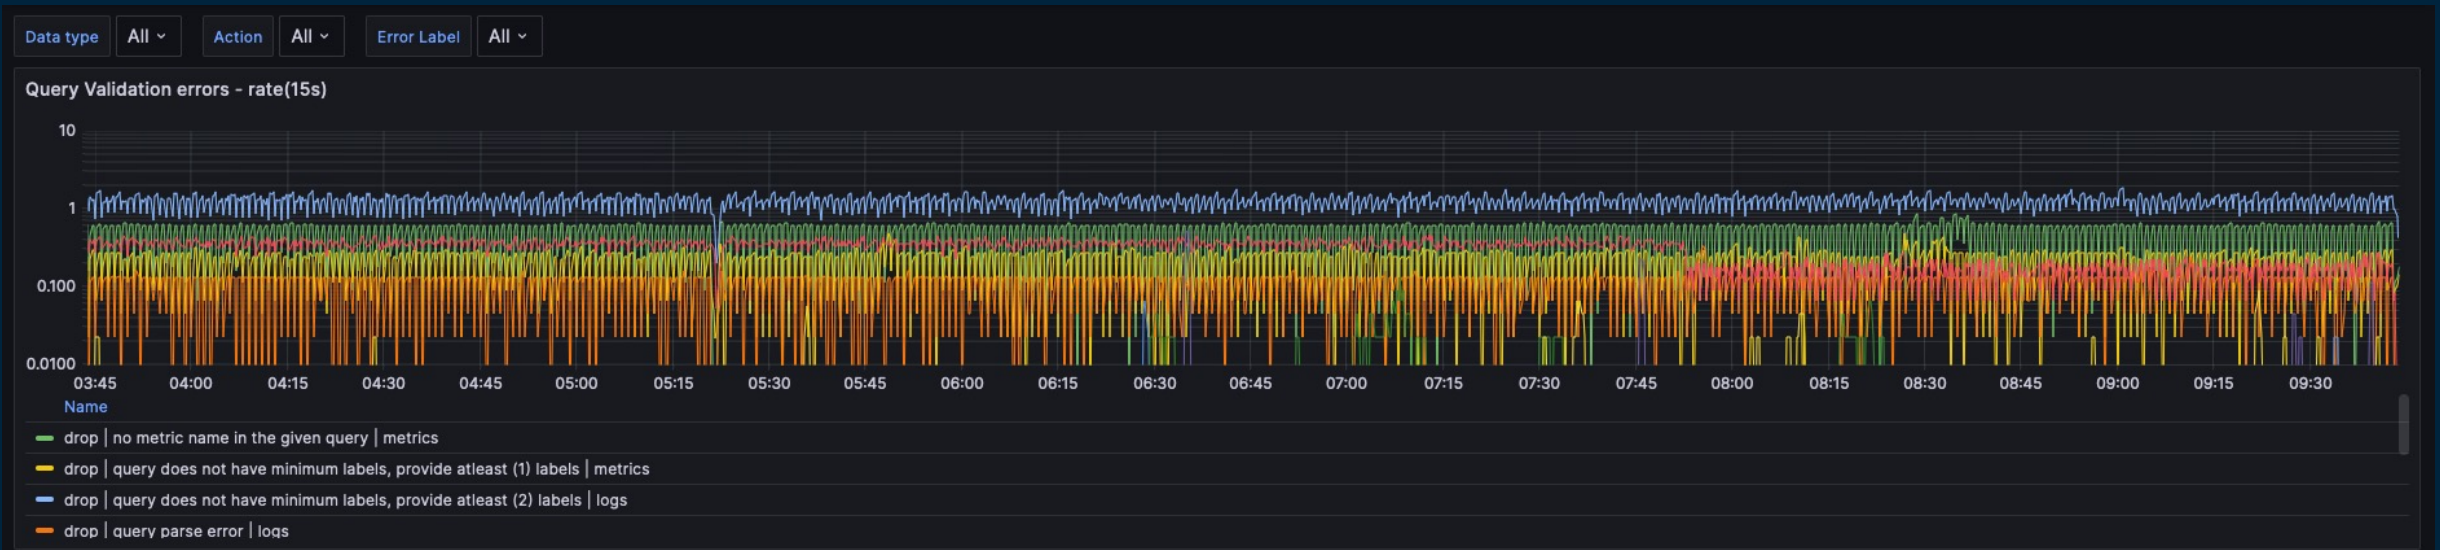 Data type All Action All Error Label All
Query Validation errors - rate(15s)
10
1
0.100
0.0100
03:45 04:00 04:15 04:30 04:45 05:00 05:15 05:30 05:45 06:00 06:15 06:30 06:45 07:00 07:15 07:30 07:45 08:00 08:15 08:30 08:45 09:00 09:15 09:30
Name
drop | no metric name in the given query | metrics
drop | query does not have minimum labels, provide atleast (1) labels | metrics
drop | query does not have minimum labels, provide atleast (2) labels | logs
drop | query parse error | logs